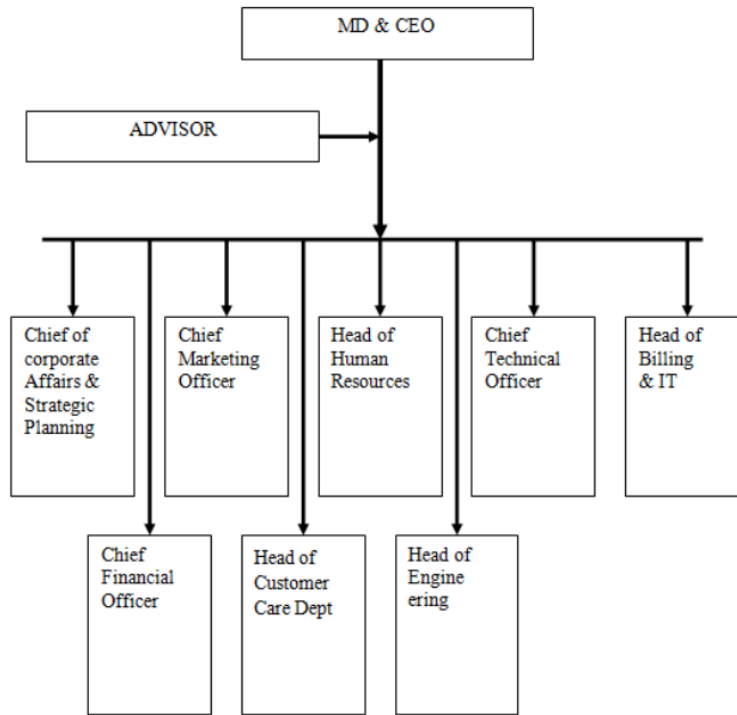 MD & CEO
ADVISOR
Chief of
corporate
Affairs &
Strategic
Planning
Chief
Marketing
Officer
Head of
Human
Resources
Chief
Technical
Officer
Head of
Billing
& IT
Chief
Financial
Officer
Head of
Customer
Care Dept
Head of
Engine
ering